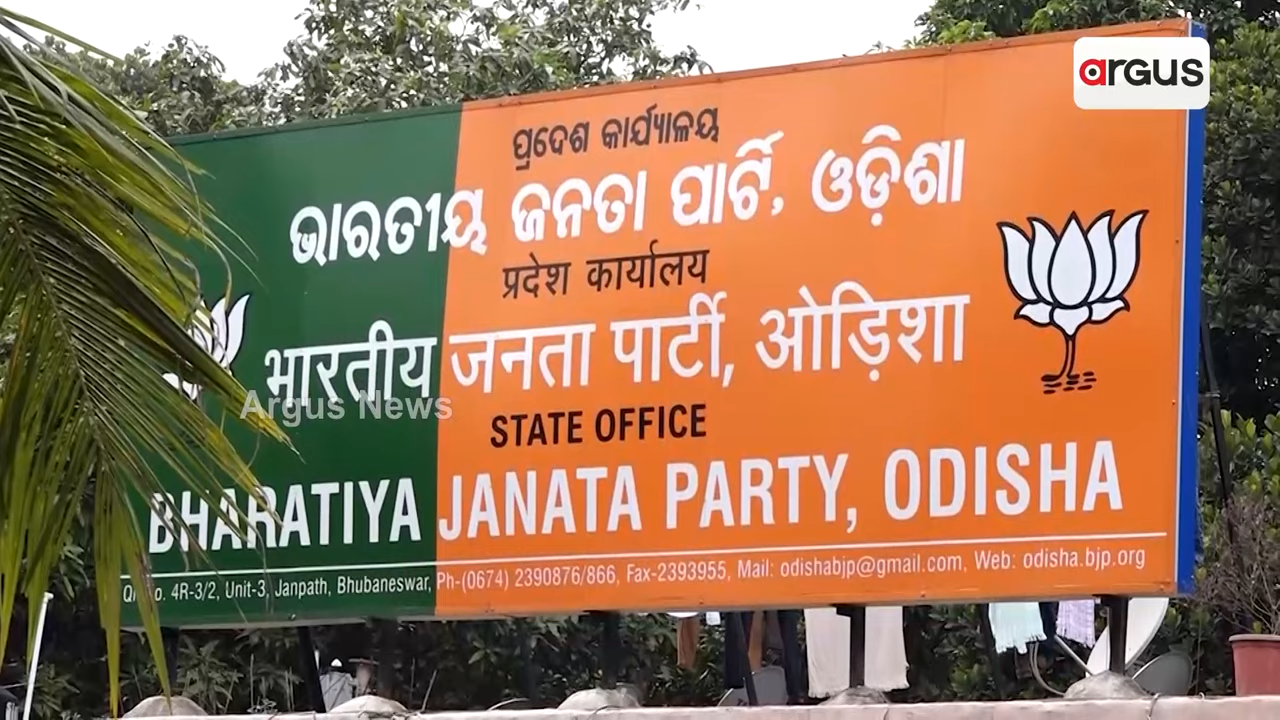 argus
ପ୍ରଦେଶ କାର୍ଯ୍ୟାଳୟ
ଭାରତୀୟ ଜନତା ପାର୍ଟି, ଓଡ଼ିଶା
प्रदेश कार्यालय
भारतीय जनता पार्टी, ओड़िशा
Argus News
STATE OFFICE
BHARATIYA JANATA PARTY, ODISHA
4R-3/2, Unit-3, Janpath, Bhubaneswar, Ph-(0674) 2390876/866, Fax-2393955, Mail: odishabjp@gmail.com, Web: odisha.bjp.org